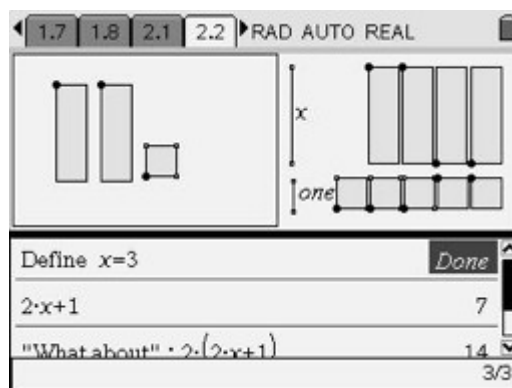 1.7 1.8 2.1 2.2 RAD AUTO REAL
x
one
Define x=3 Done
2·x+1 7
"What about" · 2·(2·x+1) 14
3/3